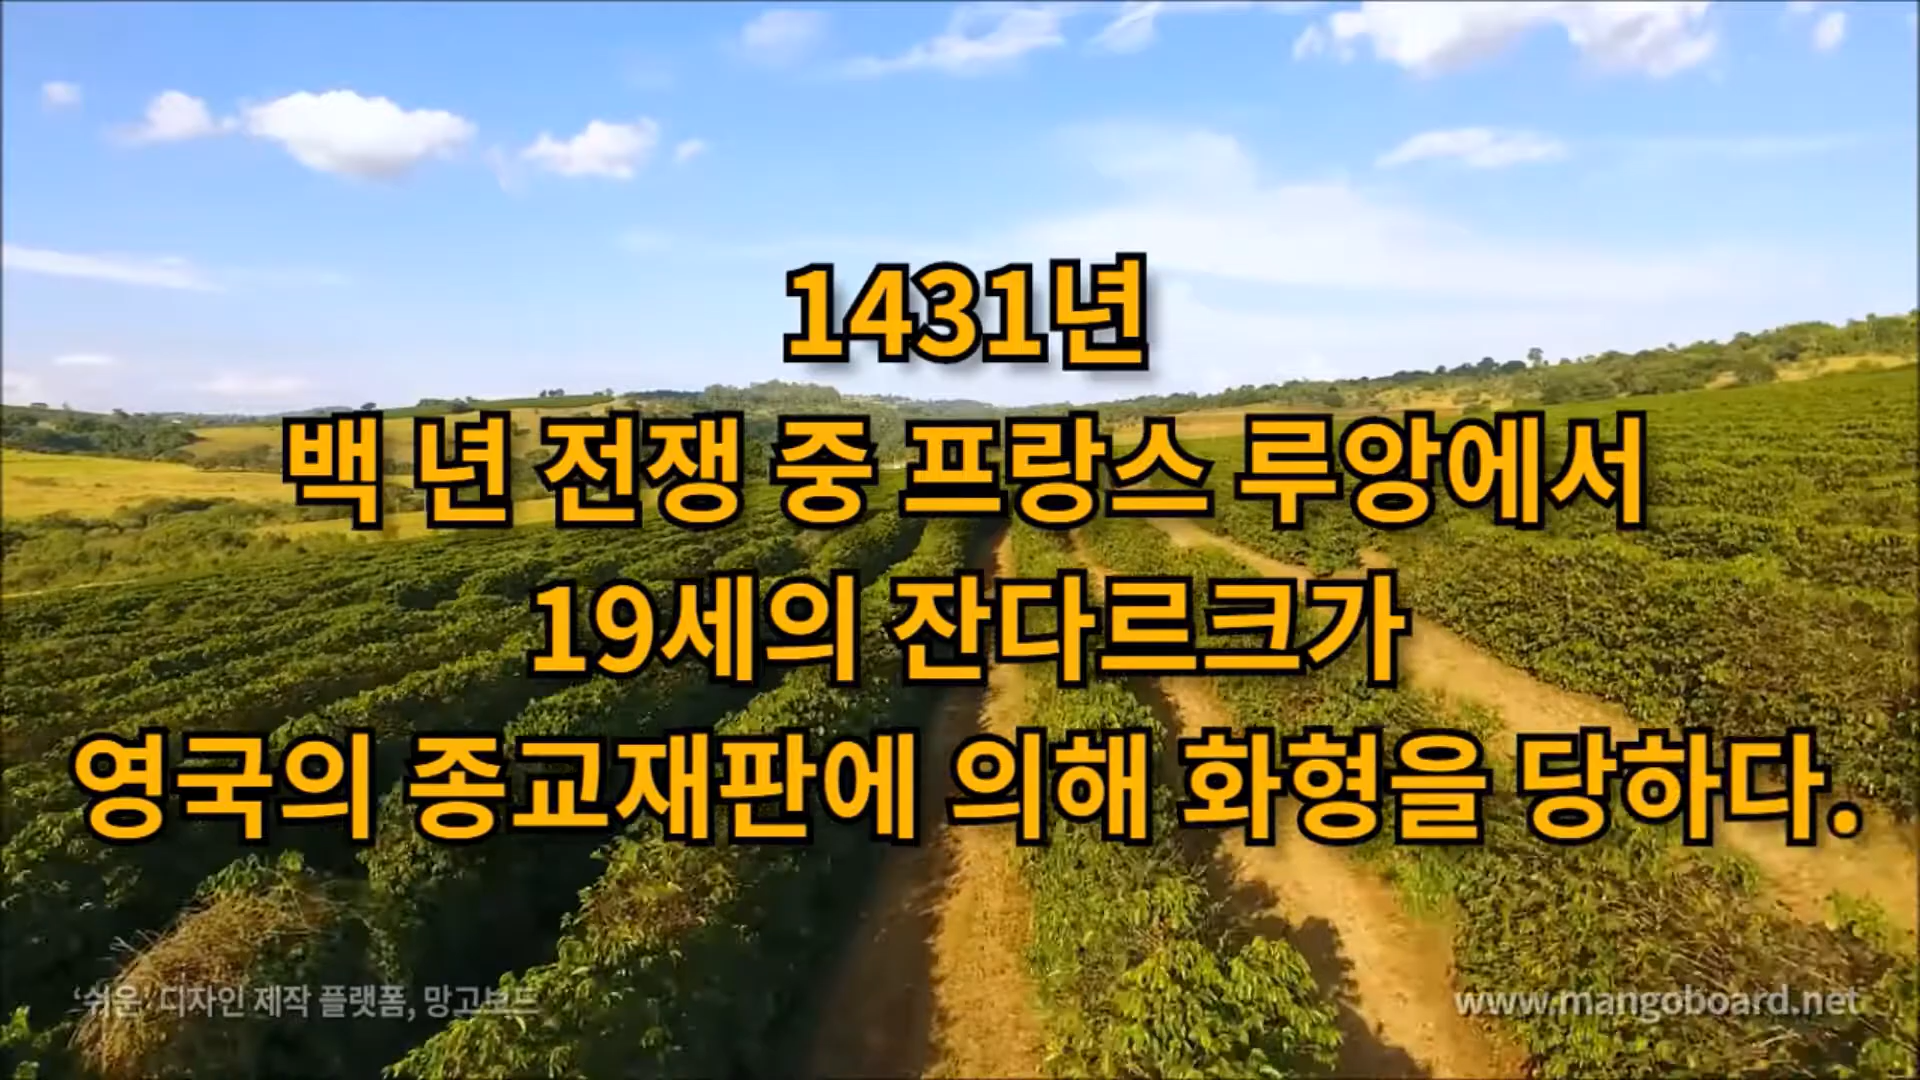 1431년
백 년 전쟁 중 프랑스 루앙에서
19세의 잔다르크가
영국의 종교재판에 의해 화형을 당하다.
‘쉬운’ 디자인 제작 플랫폼, 망고보드
www.mangoboard.net